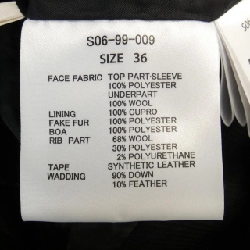 S06-99-009
SIZE 36
FACE FABRIC TOP PART·SLEEVE
100% POLYESTER
UNDERPART
100% WOOL
LINING 100% CUPRO
FAKE FUR 100% POLYESTER
BOA 100% POLYESTER
RIB PART 68% WOOL
30% POLYESTER
2% POLYURETHANE
TAPE SYNTHETIC LEATHER
WADDING 90% DOWN
10% FEATHER